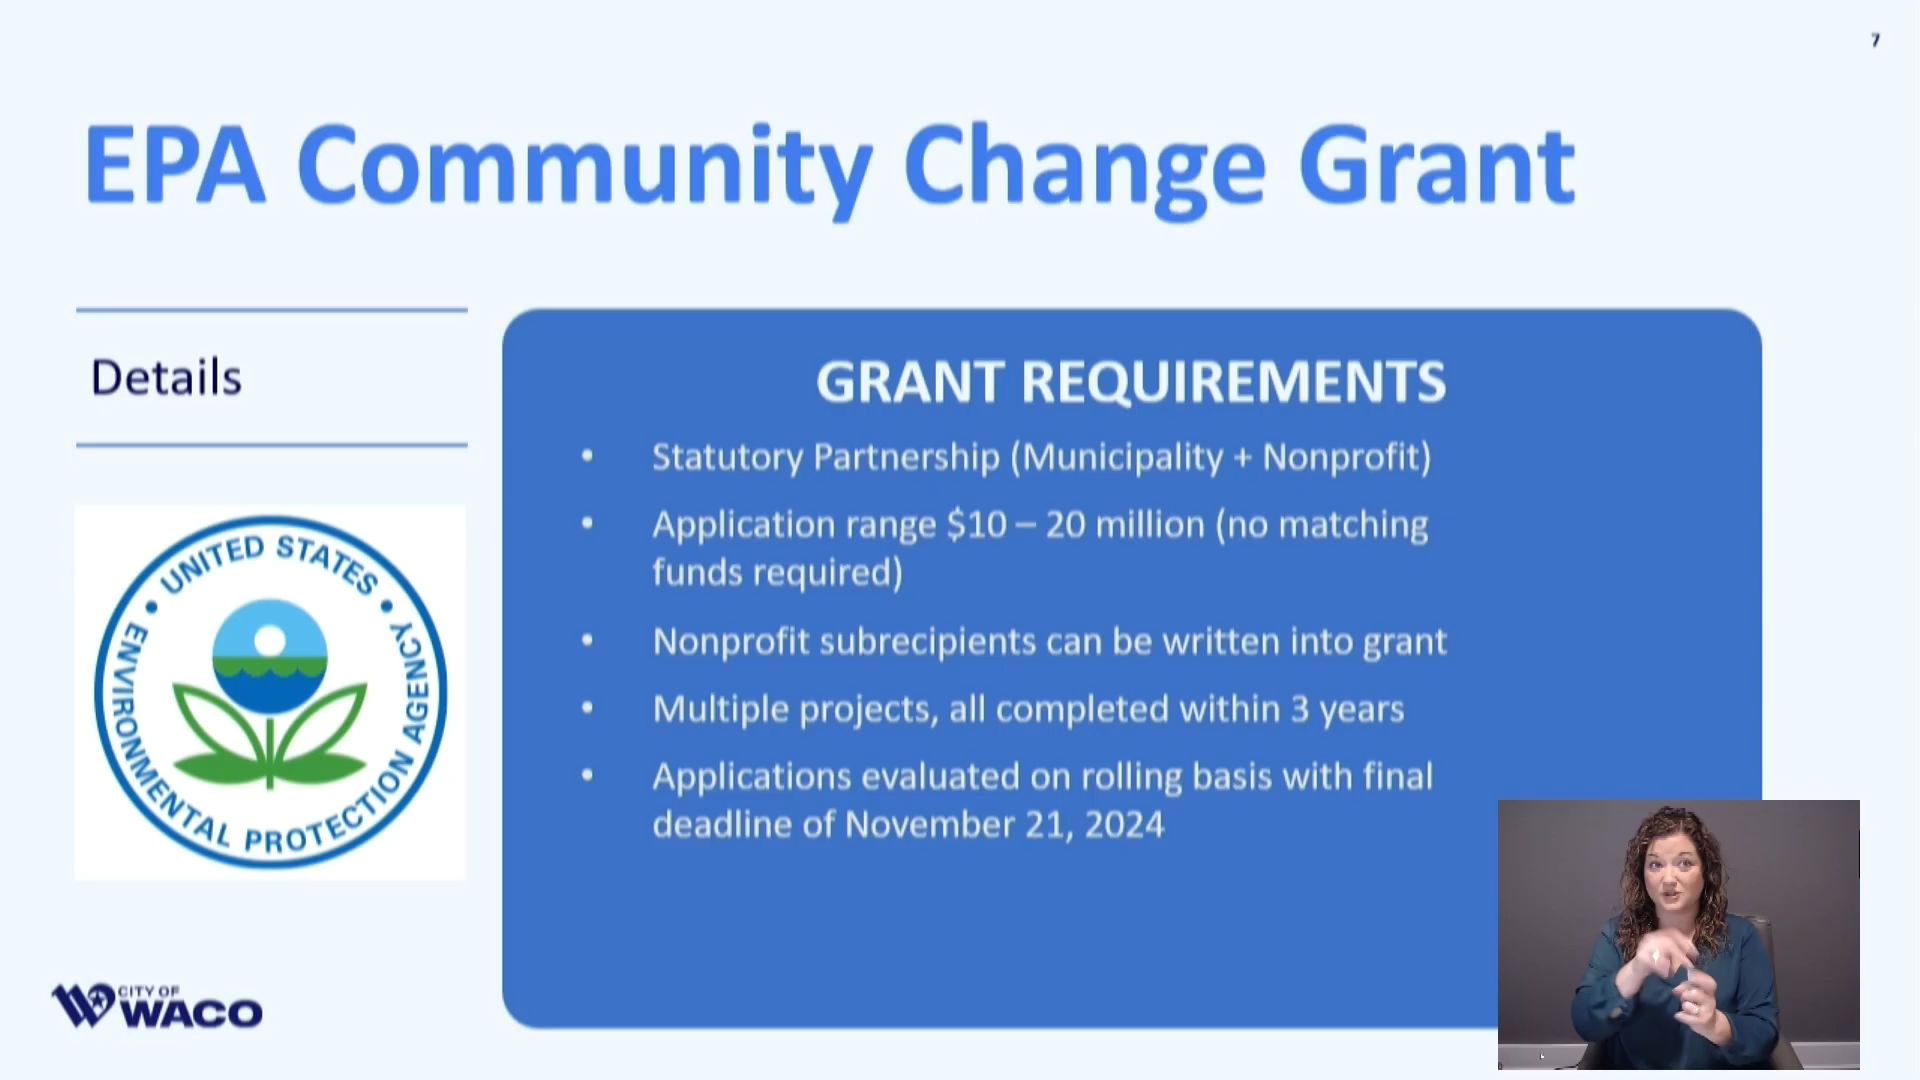 7
EPA Community Change Grant
Details
GRANT REQUIREMENTS
• Statutory Partnership (Municipality + Nonprofit)
• Application range $10 – 20 million (no matching
funds required)
• Nonprofit subrecipients can be written into grant
• Multiple projects, all completed within 3 years
• Applications evaluated on rolling basis with final
deadline of November 21, 2024
• UNITED STATES •
ENVIRONMENTAL PROTECTION AGENCY
CITY OF
WACO